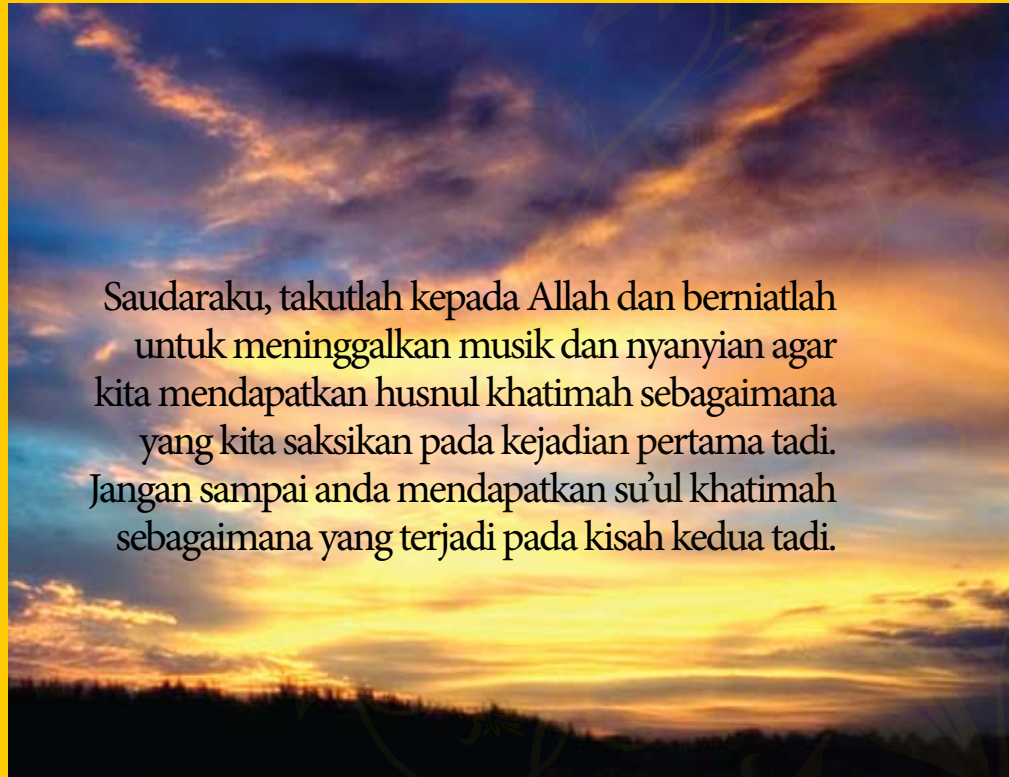 Saudaraku, takutlah kepada Allah dan berniatlah
untuk meninggalkan musik dan nyanyian agar
kita mendapatkan husnul khatimah sebagaimana
yang kita saksikan pada kejadian pertama tadi.
Jangan sampai anda mendapatkan su’ul khatimah
sebagaimana yang terjadi pada kisah kedua tadi.